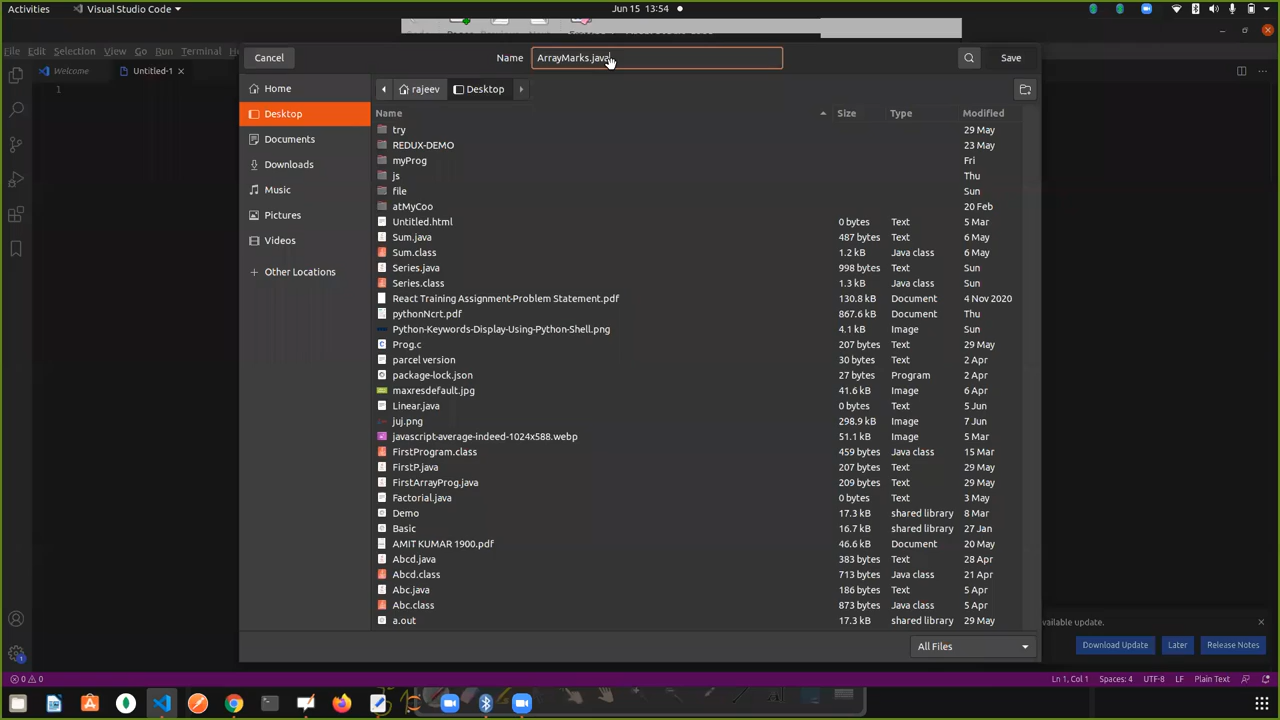 Activities
Visual Studio Code
Jun 15 13:54
File Edit Selection View Go Run Terminal
Cancel
Name
ArrayMarks.java
Save
Welcome
Untitled-1
1
rajeev
Desktop
Home
Desktop
Documents
Downloads
Music
Pictures
Videos
Other Locations
Name Size Type Modified
try 29 May
REDUX-DEMO 23 May
myProg Fri
js Thu
file Sun
atMyCoo 20 Feb
Untitled.html 0 bytes Text 5 Mar
Sum.java 487 bytes Text 6 May
Sum.class 1.2 kB Java class 6 May
Series.java 998 bytes Text Sun
Series.class 1.3 kB Java class Sun
React Training Assignment-Problem Statement.pdf 130.8 kB Document 4 Nov 2020
pythonNcrt.pdf 867.6 kB Document Thu
Python-Keywords-Display-Using-Python-Shell.png 4.1 kB Image Sun
Prog.c 207 bytes Text 29 May
parcel version 30 bytes Text 2 Apr
package-lock.json 27 bytes Program 2 Apr
maxresdefault.jpg 41.6 kB Image 6 Apr
Linear.java 0 bytes Text 5 Jun
juj.png 298.9 kB Image 7 Jun
javascript-average-indeed-1024x588.webp 51.1 kB Image 5 Mar
FirstProgram.class 459 bytes Java class 15 Mar
FirstP.java 207 bytes Text 29 May
FirstArrayProg.java 209 bytes Text 29 May
Factorial.java 0 bytes Text 3 May
Demo 17.3 kB shared library 8 Mar
Basic 16.7 kB shared library 27 Jan
AMIT KUMAR 1900.pdf 46.6 kB Document 20 May
Abcd.java 383 bytes Text 28 Apr
Abcd.class 713 bytes Java class 21 Apr
Abc.java 186 bytes Text 5 Apr
Abc.class 873 bytes Java class 5 Apr
a.out 17.3 kB shared library 29 May
All Files
available update.
Download Update Later Release Notes
1
0 0
Ln 1, Col 1 Spaces: 4 UTF-8 LF Plain Text